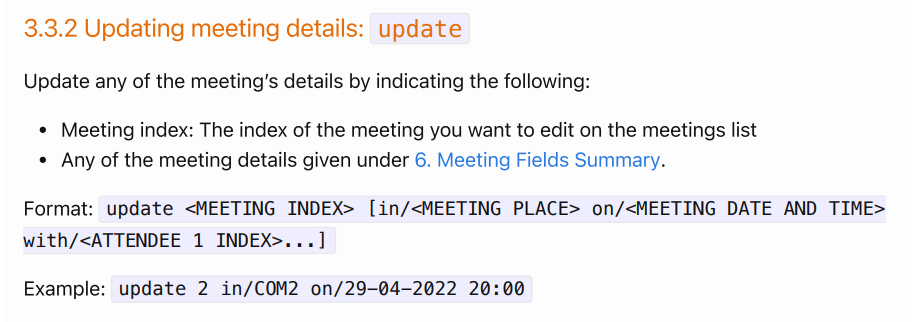 3.3.2 Updating meeting details: update
Update any of the meeting's details by indicating the following:
• Meeting index: The index of the meeting you want to edit on the meetings list
• Any of the meeting details given under 6. Meeting Fields Summary.
Format: update <MEETING INDEX> [in/<MEETING PLACE> on/<MEETING DATE AND TIME>
with/<ATTENDEE 1 INDEX>...]
Example: update 2 in/COM2 on/29-04-2022 20:00